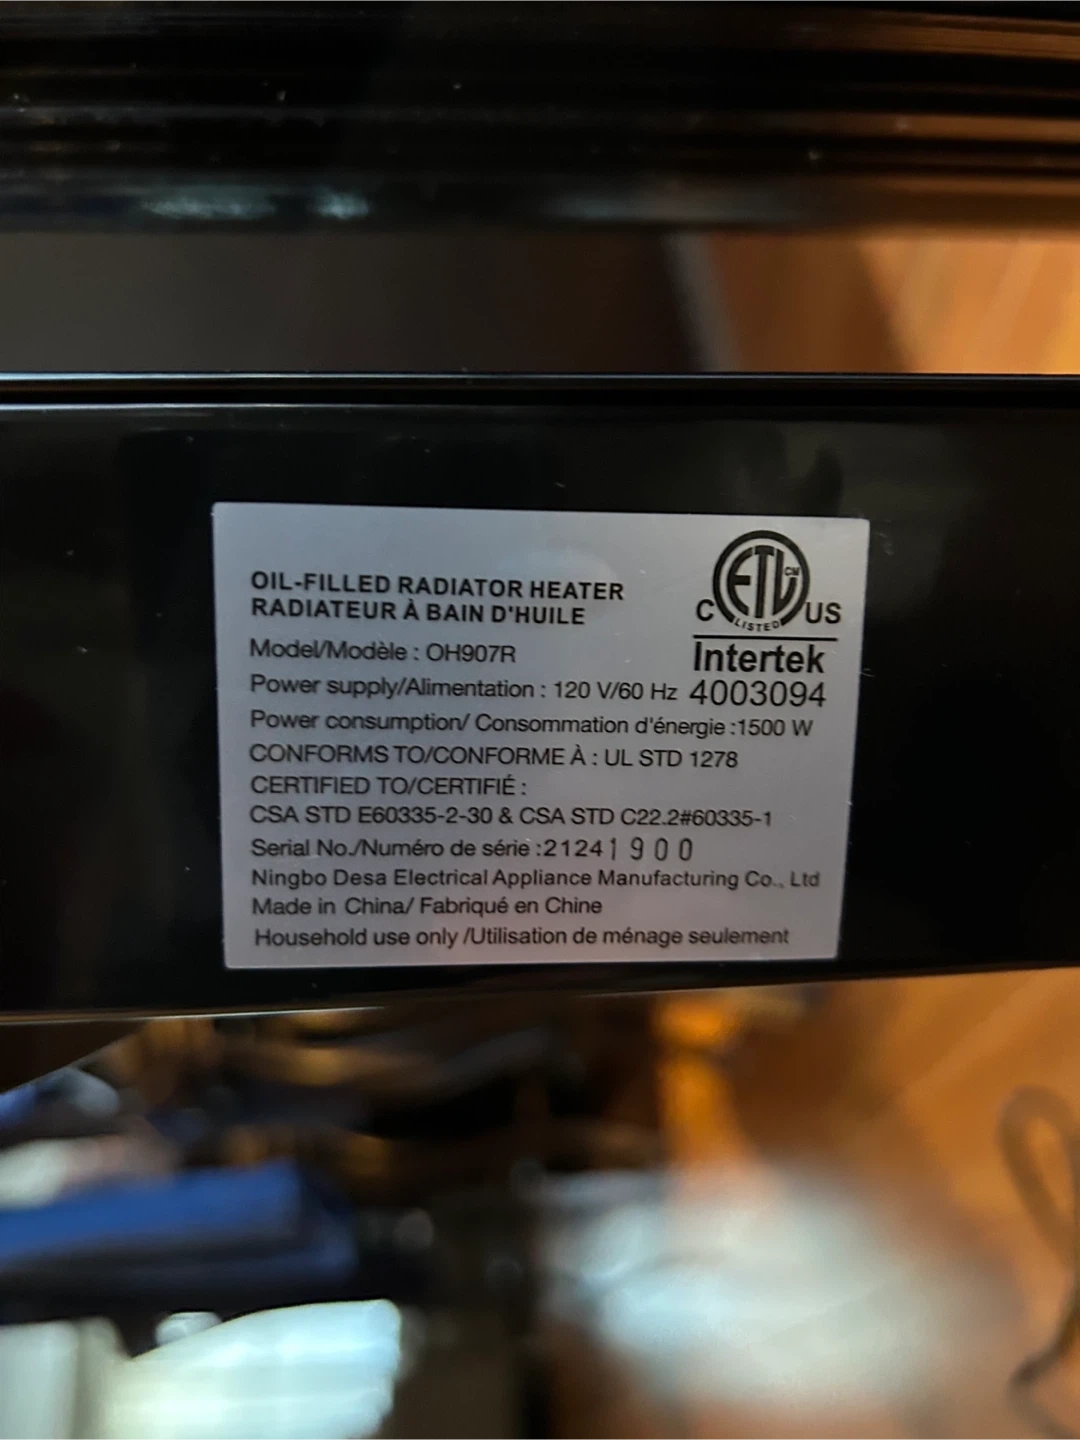 OIL-FILLED RADIATOR HEATER
RADIATEUR À BAIN D'HUILE
Model/Modèle : OH907R
Power supply/Alimentation : 120 V/60 Hz
Power consumption/ Consommation d'énergie :1500 W
CONFORMS TO/CONFORME À : UL STD 1278
CERTIFIED TO/CERTIFIÉ :
CSA STD E60335-2-30 & CSA STD C22.2#60335-1
Serial No./Numéro de série :21241900
Ningbo Desa Electrical Appliance Manufacturing Co., Ltd
Made in China/ Fabriqué en Chine
Household use only /Utilisation de ménage seulement
ETL CM
C LISTED US
Intertek
4003094